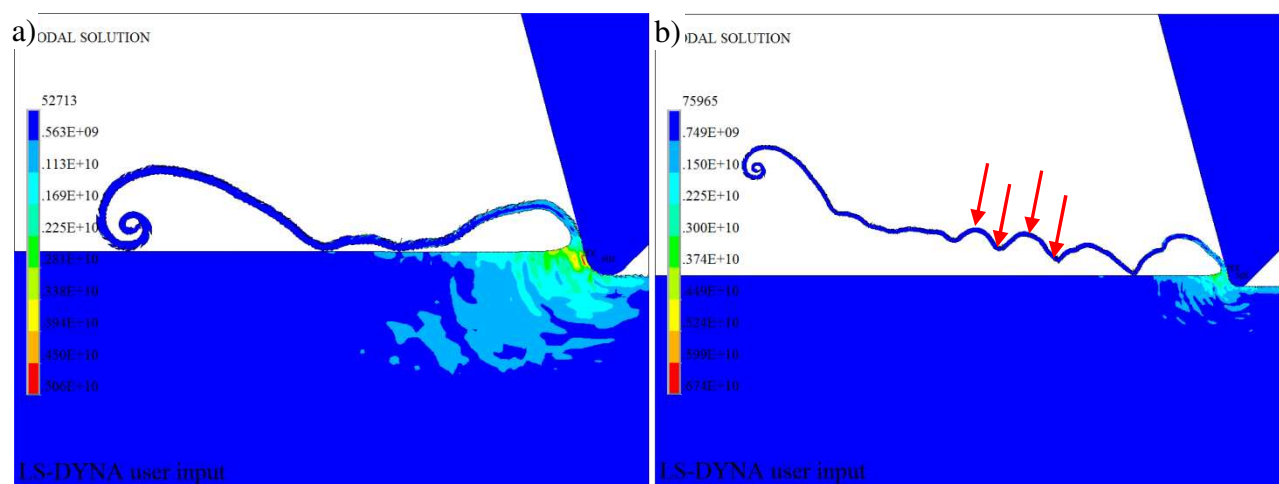 a)
ODAL SOLUTION
52713
.563E+09
.113E+10
.169E+10
.225E+10
.281E+10
.338E+10
.394E+10
.450E+10
.506E+10
LS-DYNA user input
b)
DAL SOLUTION
75965
.749E+09
.150E+10
.225E+10
.300E+10
.374E+10
.449E+10
.524E+10
.599E+10
.674E+10
LS-DYNA user input